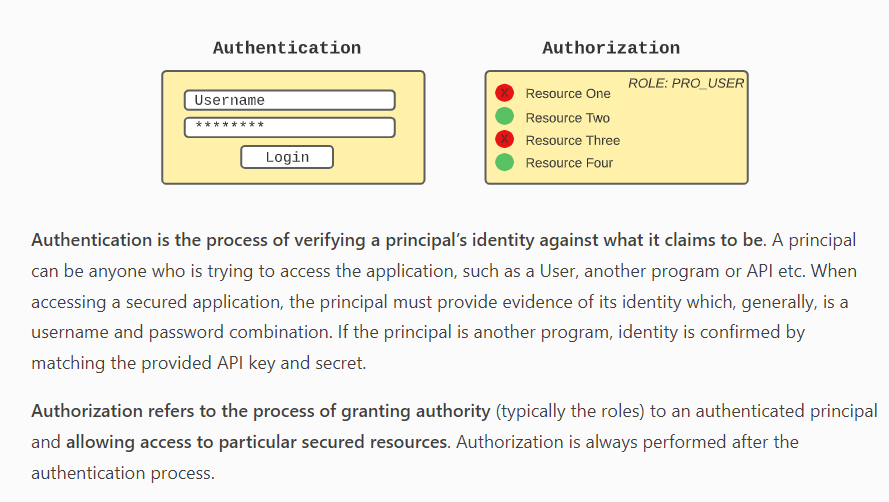 Authentication
Authorization
Username
********
Login
ROLE: PRO_USER
X Resource One
Resource Two
X Resource Three
Resource Four
Authentication is the process of verifying a principal’s identity against what it claims to be. A principal
can be anyone who is trying to access the application, such as a User, another program or API etc. When
accessing a secured application, the principal must provide evidence of its identity which, generally, is a
username and password combination. If the principal is another program, identity is confirmed by
matching the provided API key and secret.
Authorization refers to the process of granting authority (typically the roles) to an authenticated principal
and allowing access to particular secured resources. Authorization is always performed after the
authentication process.